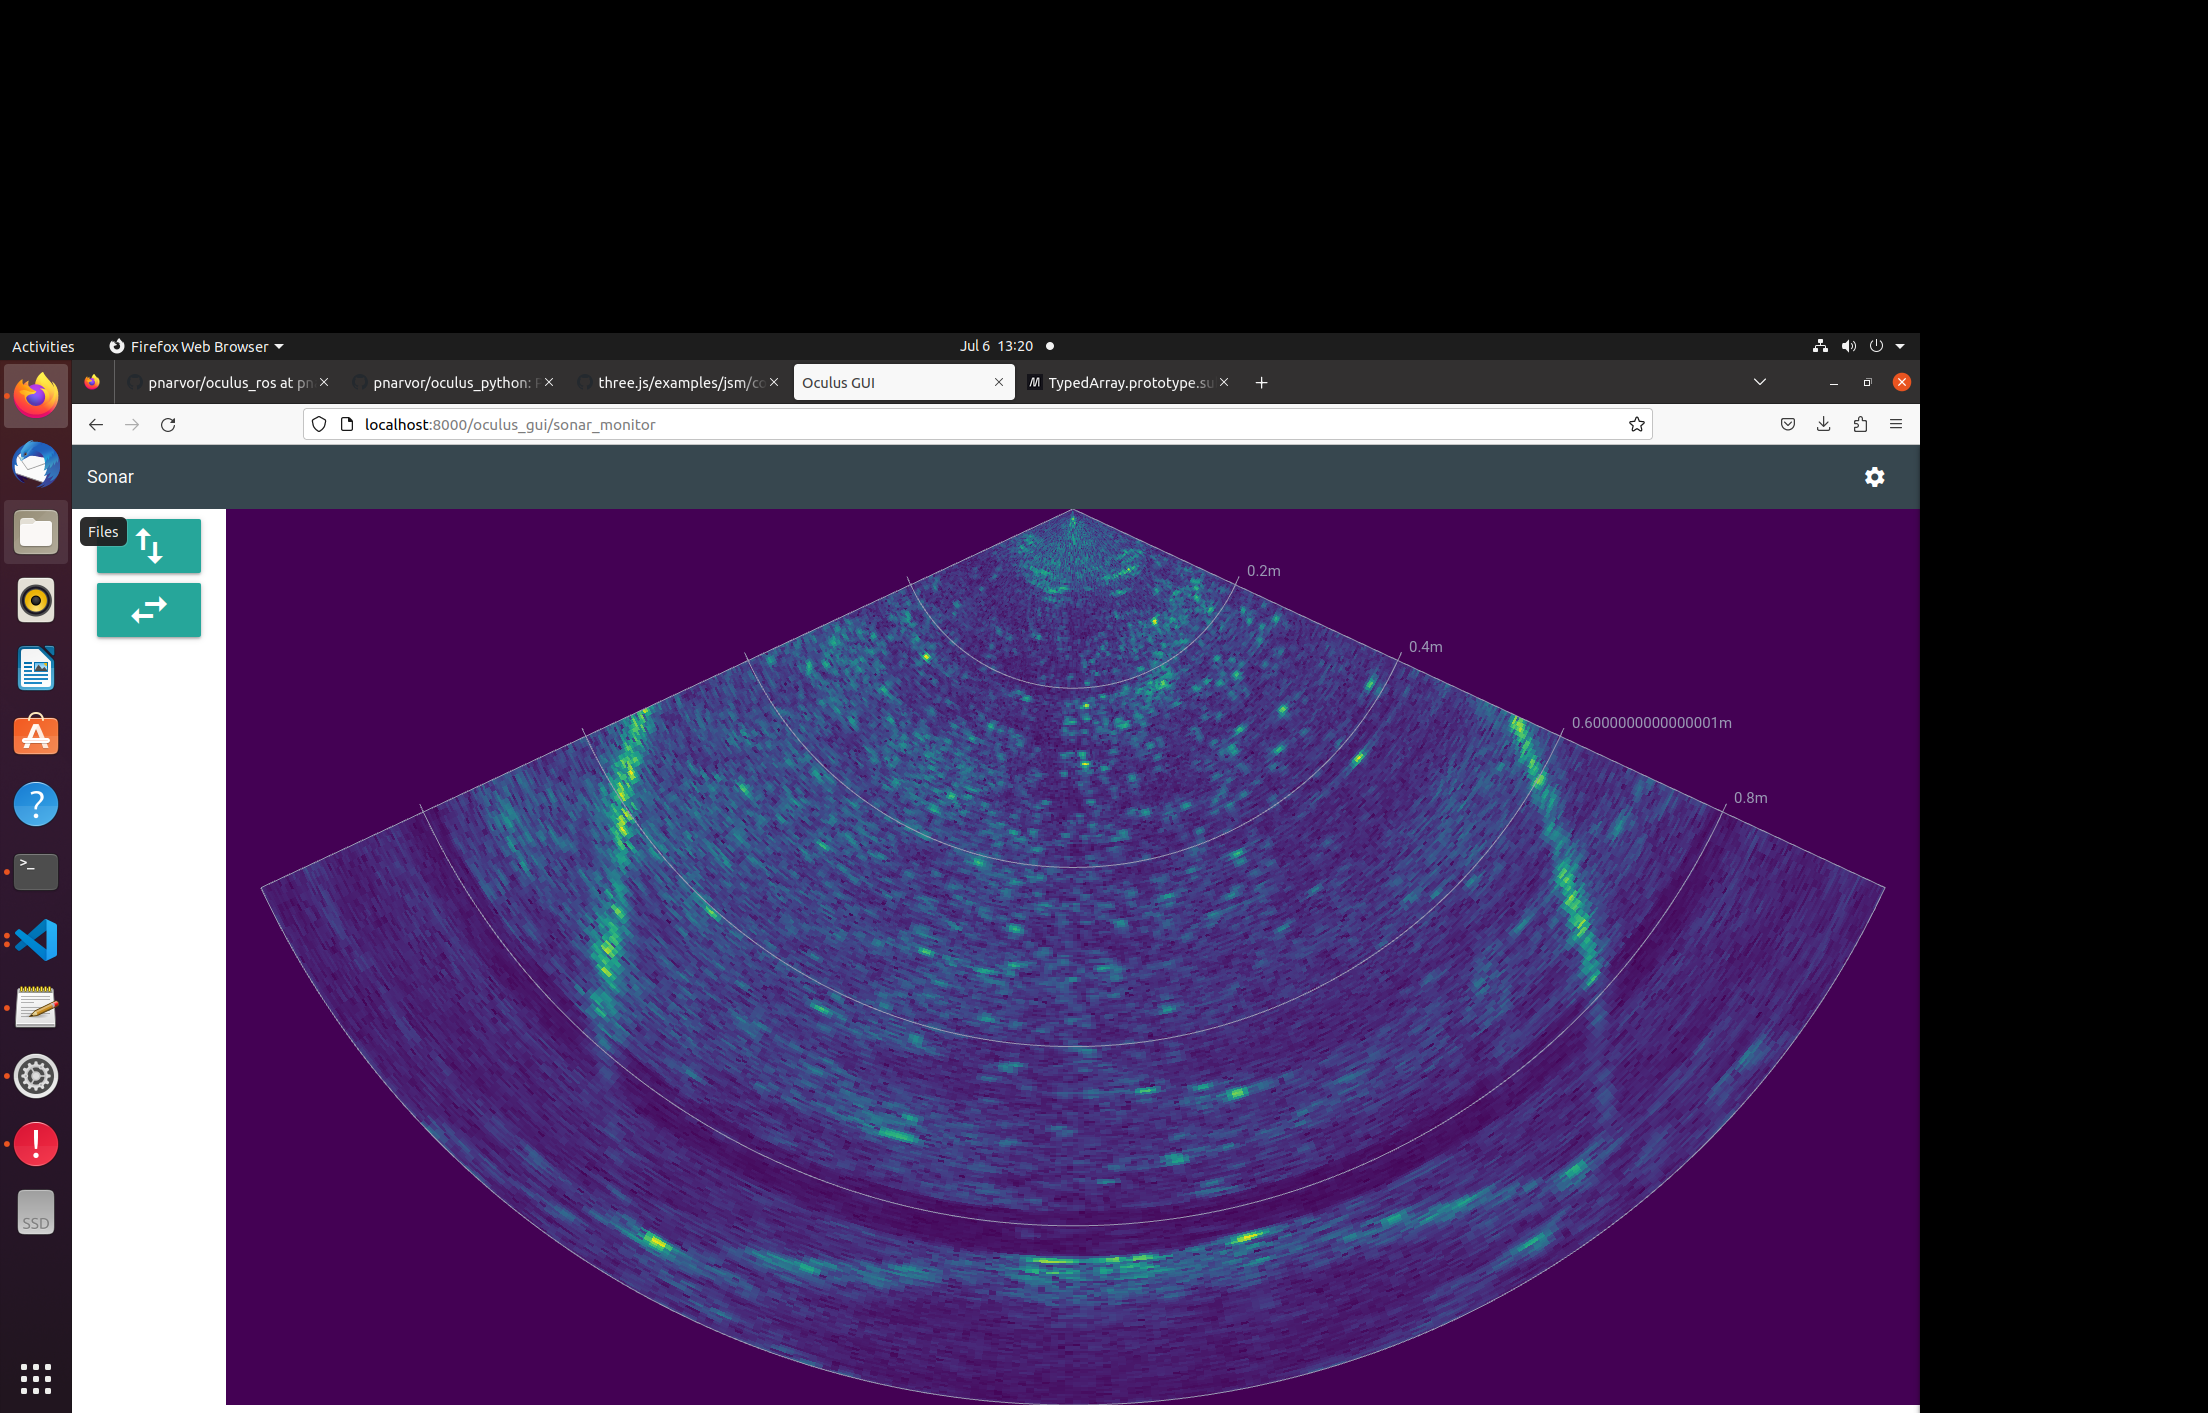 Activities
Firefox Web Browser
Jul 6 13:20
pnarvor/oculus_ros at pn
pnarvor/oculus_python:
three.js/examples/jsm/co
Oculus GUI
TypedArray.prototype.su
localhost:8000/oculus_gui/sonar_monitor
Sonar
Files
0.2m
0.4m
0.6000000000000001m
0.8m
SSD